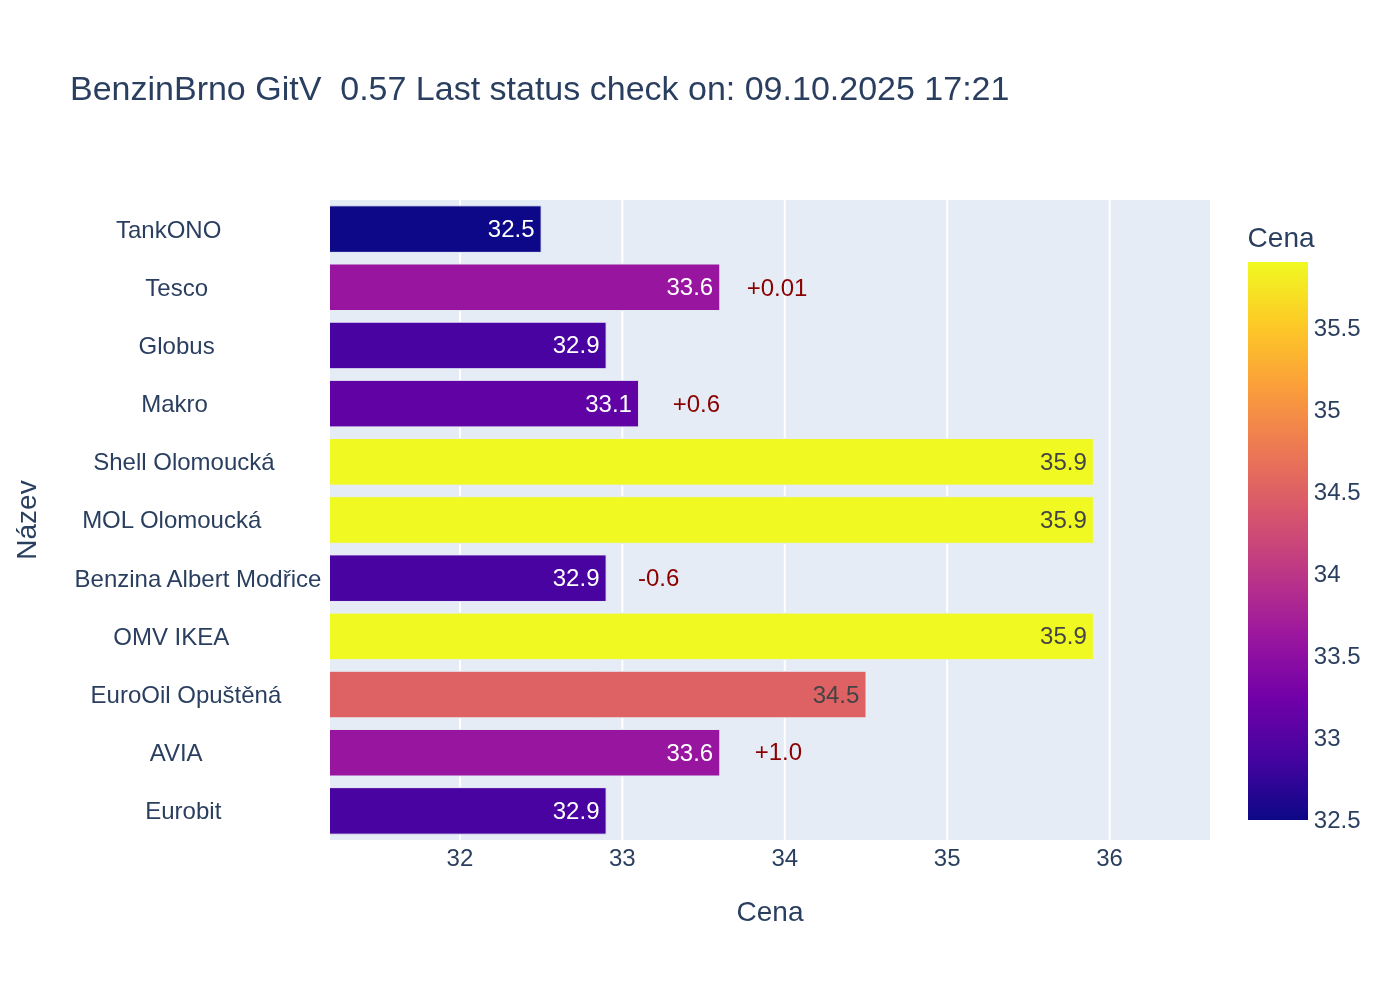 BenzinBrno GitV  0.57 Last status check on: 09.10.2025 17:21
TankONO 32.5
Tesco 33.6 +0.01
Globus 32.9
Makro 33.1 +0.6
Shell Olomoucká 35.9
MOL Olomoucká 35.9
Benzina Albert Modřice 32.9 -0.6
OMV IKEA 35.9
EuroOil Opuštěná 34.5
AVIA 33.6 +1.0
Eurobit 32.9
32 33 34 35 36
Cena
Název
Cena
35.5
35
34.5
34
33.5
33
32.5